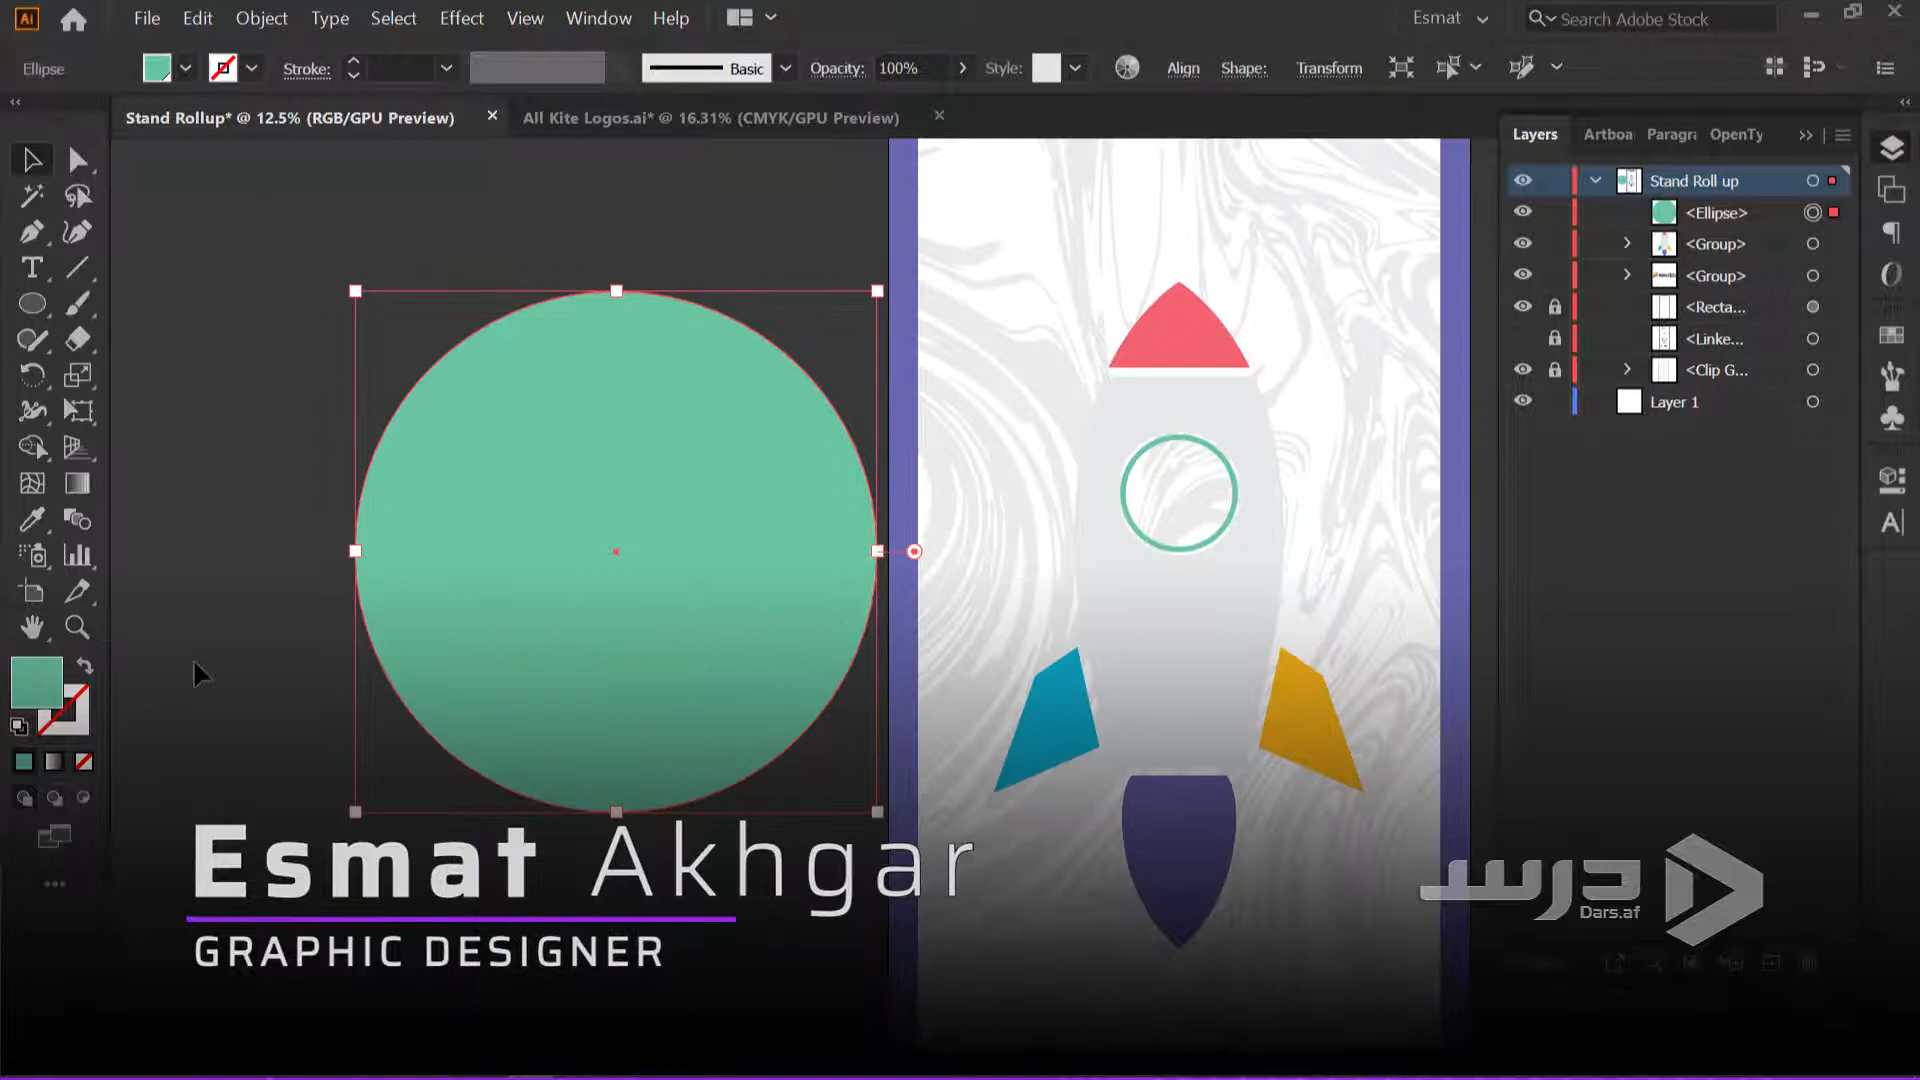 Ai File Edit Object Type Select Effect View Window Help Esmat Search Adobe Stock
Ellipse Stroke: Basic Opacity: 100% Style: Align Shape: Transform
Stand Rollup* @ 12.5% (RGB/GPU Preview) All Kite Logos.ai* @ 16.31% (CMYK/GPU Preview)
Layers Artboa Paragra OpenTy
Stand Roll up
<Ellipse>
<Group>
<Group>
<Recta...
<Linke...
<Clip G...
Layer 1
Esmat Akhgar
GRAPHIC DESIGNER
درس
Dars.af